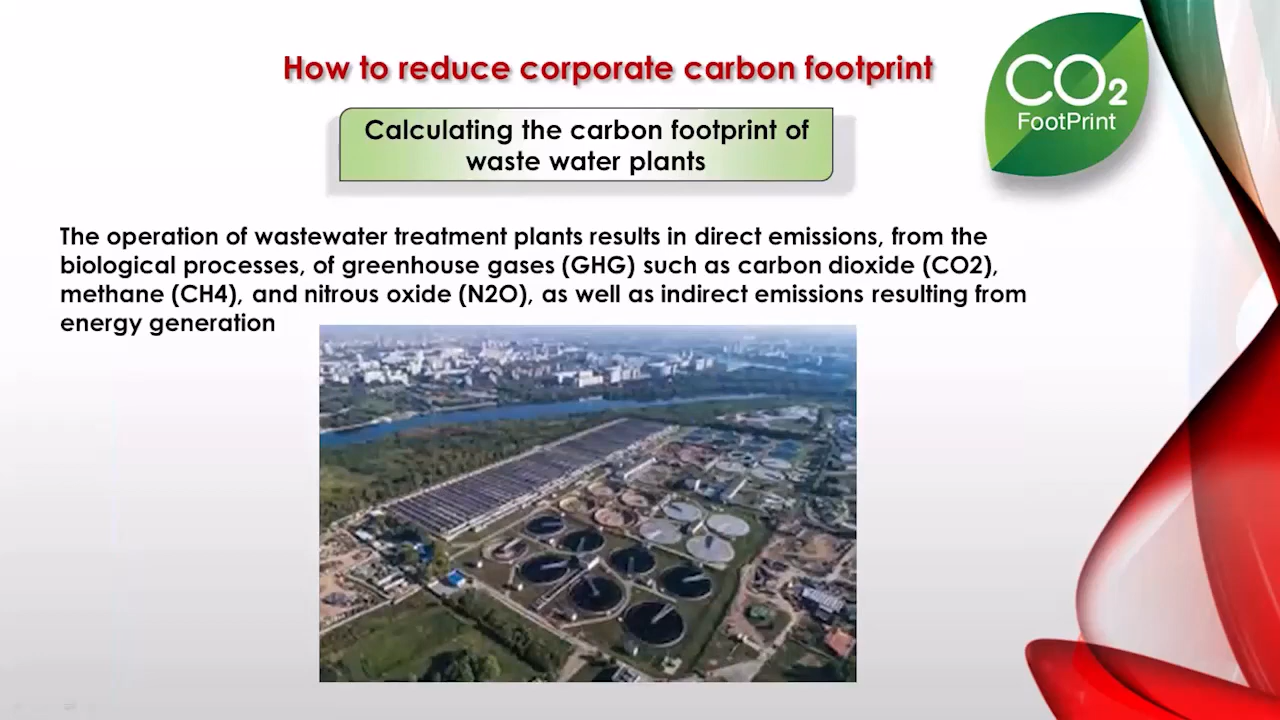 How to reduce corporate carbon footprint
CO2
FootPrint
Calculating the carbon footprint of
waste water plants
The operation of wastewater treatment plants results in direct emissions, from the
biological processes, of greenhouse gases (GHG) such as carbon dioxide (CO2),
methane (CH4), and nitrous oxide (N2O), as well as indirect emissions resulting from
energy generation